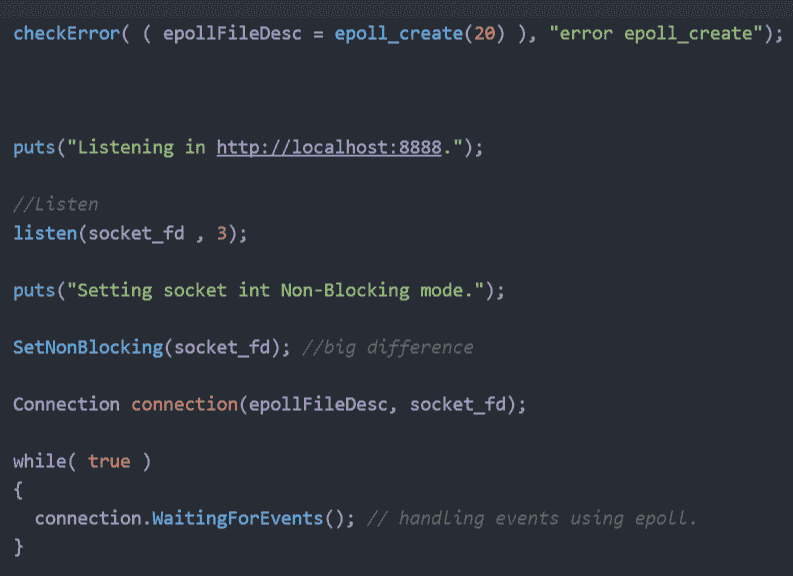 checkError( ( epollFileDesc = epoll_create(20) ), "error epoll_create");
puts("Listening in http://localhost:8888.");
//Listen
listen(socket_fd , 3);
puts("Setting socket int Non-Blocking mode.");
SetNonBlocking(socket_fd); //big difference
Connection connection(epollFileDesc, socket_fd);
while( true )
{
connection.WaitingForEvents(); // handling events using epoll.
}